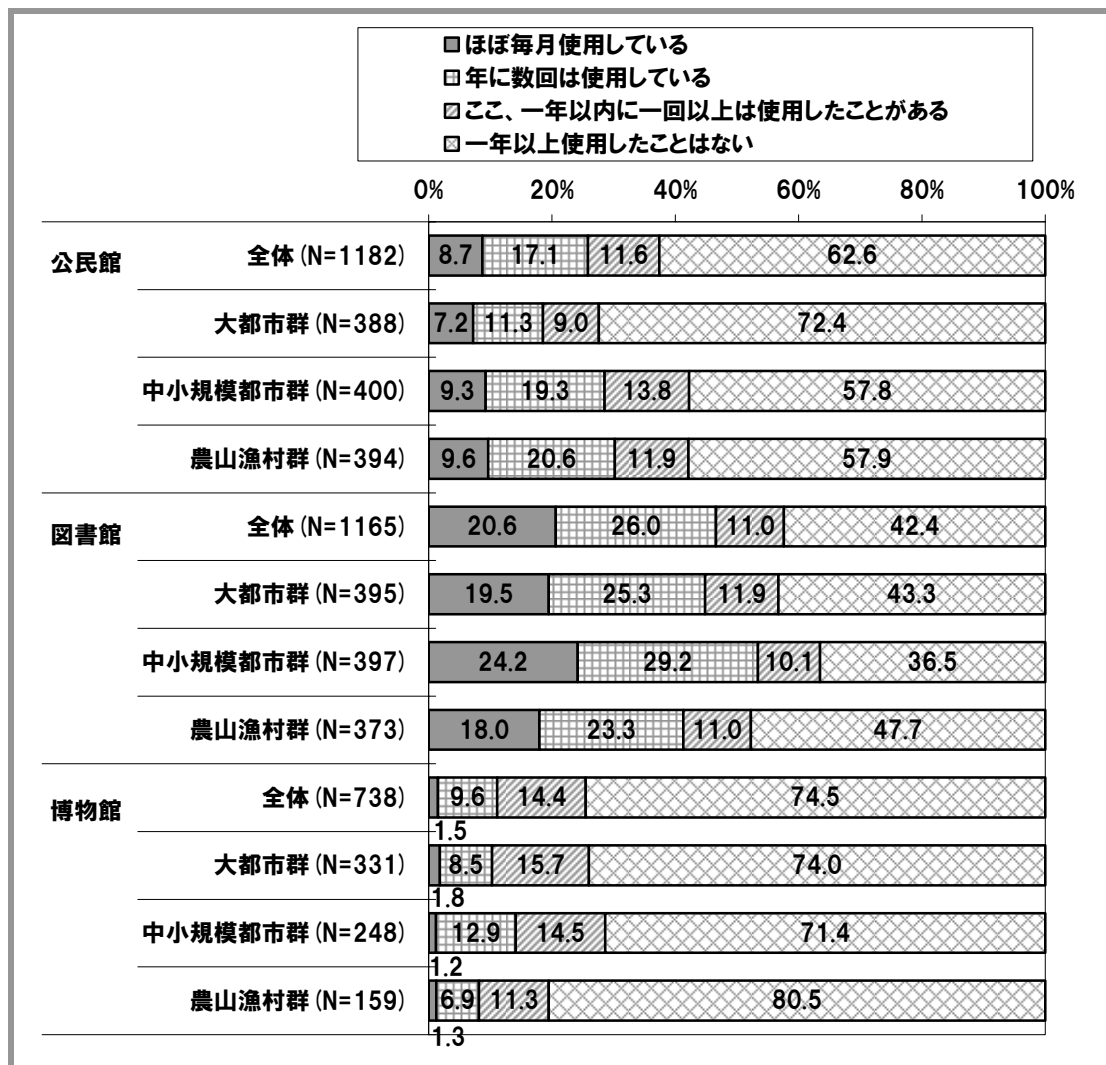 ほぼ毎月使用している
年に数回は使用している
ここ、一年以内に一回以上は使用したことがある
一年以上使用したことはない
0% 20% 40% 60% 80% 100%
公民館 全体(N=1182) 8.7 17.1 11.6 62.6
大都市群(N=388) 7.2 11.3 9.0 72.4
中小規模都市群(N=400) 9.3 19.3 13.8 57.8
農山漁村群(N=394) 9.6 20.6 11.9 57.9
図書館 全体(N=1165) 20.6 26.0 11.0 42.4
大都市群(N=395) 19.5 25.3 11.9 43.3
中小規模都市群(N=397) 24.2 29.2 10.1 36.5
農山漁村群(N=373) 18.0 23.3 11.0 47.7
博物館 全体(N=738) 9.6 14.4 74.5
1.5
大都市群(N=331) 8.5 15.7 74.0
1.8
中小規模都市群(N=248) 12.9 14.5 71.4
1.2
農山漁村群(N=159) 6.9 11.3 80.5
1.3